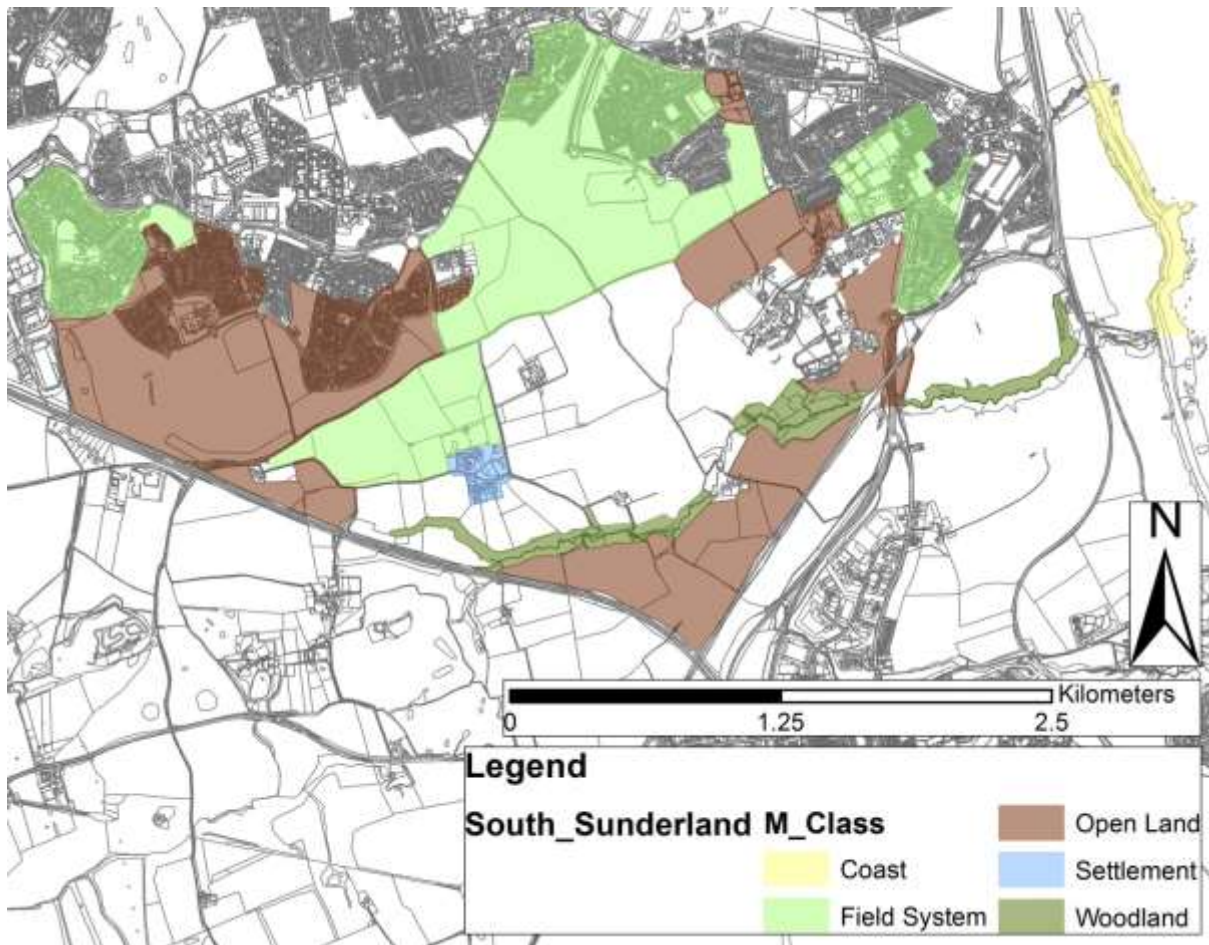 N
Kilometers
0 1.25 2.5
Legend
South_Sunderland M_Class
Coast
Field System
Open Land
Settlement
Woodland